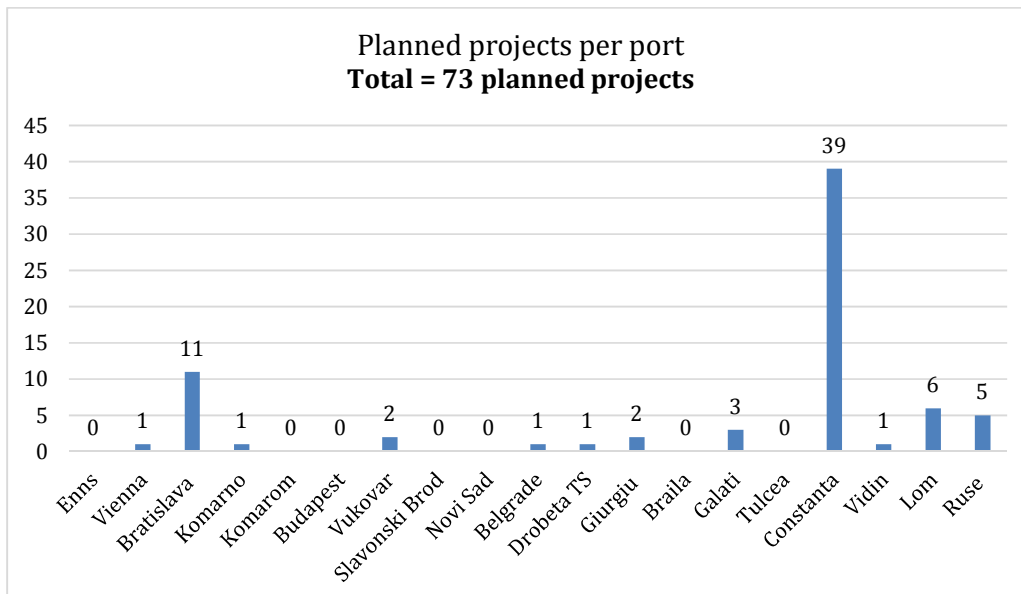 Planned projects per port
Total = 73 planned projects
45
40
35
30
25
20
15
10
5
0
0
1
11
1
0
0
2
0
0
1
1
2
0
3
0
39
1
6
5
Enns
Vienna
Bratislava
Komarno
Komarom
Budapest
Vukovar
Slavonski Brod
Novi Sad
Belgrade
Drobeta TS
Giurgiu
Braila
Galati
Tulcea
Constanta
Vidin
Lom
Ruse